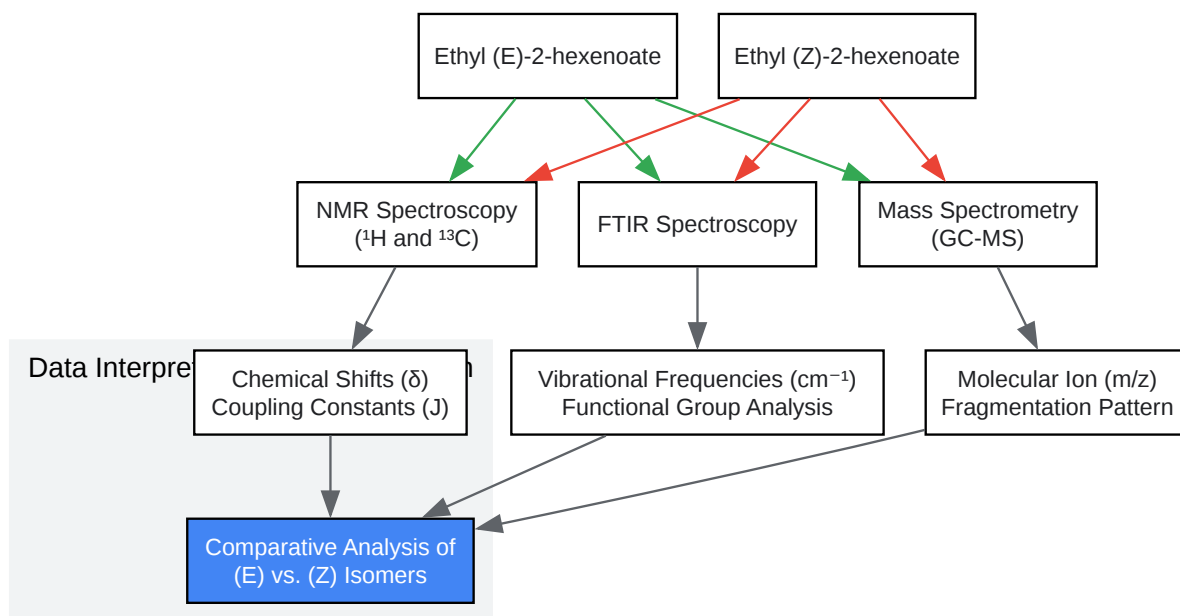 Ethyl (E)-2-hexenoate
Ethyl (Z)-2-hexenoate
NMR Spectroscopy
(¹H and ¹³C)
FTIR Spectroscopy
Mass Spectrometry
(GC-MS)
Data
Chemical Shifts (δ)
Coupling Constants (J)
Vibrational Frequencies (cm⁻¹)
Functional Group Analysis
Molecular Ion (m/z)
Fragmentation Pattern
Comparative Analysis of
(E) vs. (Z) Isomers